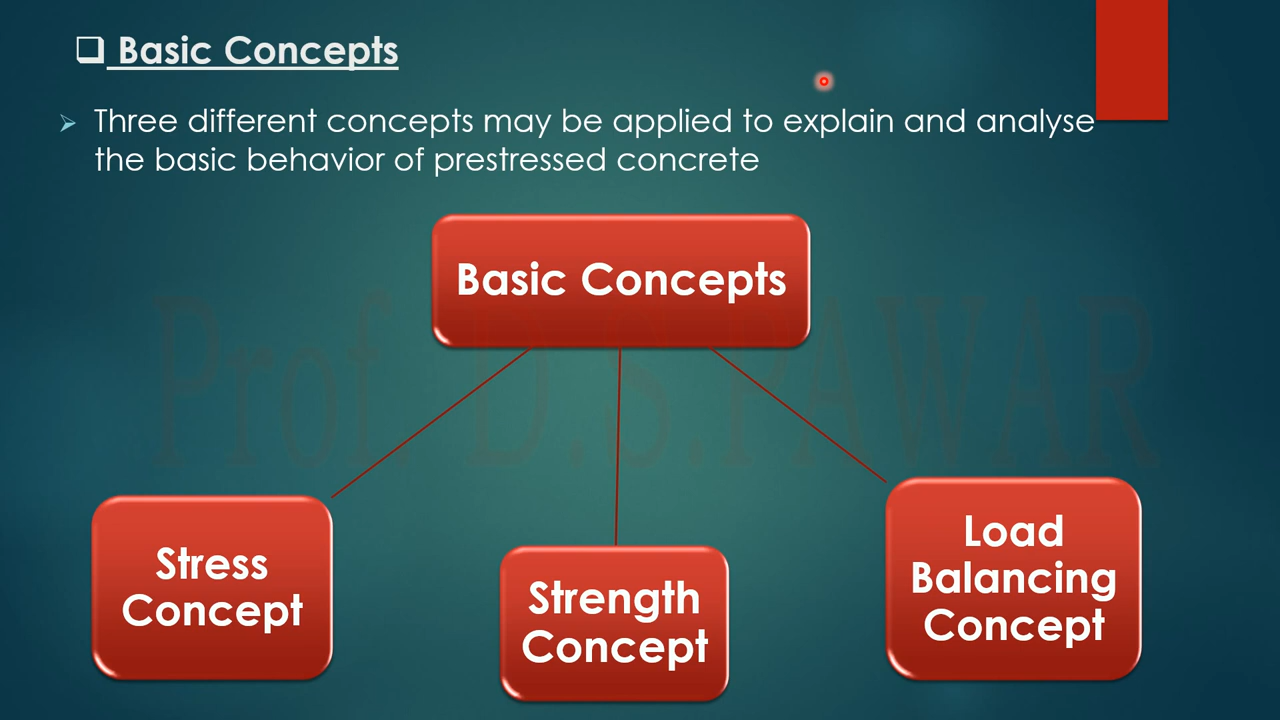 Basic Concepts
Three different concepts may be applied to explain and analyse
the basic behavior of prestressed concrete
Basic Concepts
Prof. D.S.PAWAR
Stress
Concept
Strength
Concept
Load
Balancing
Concept